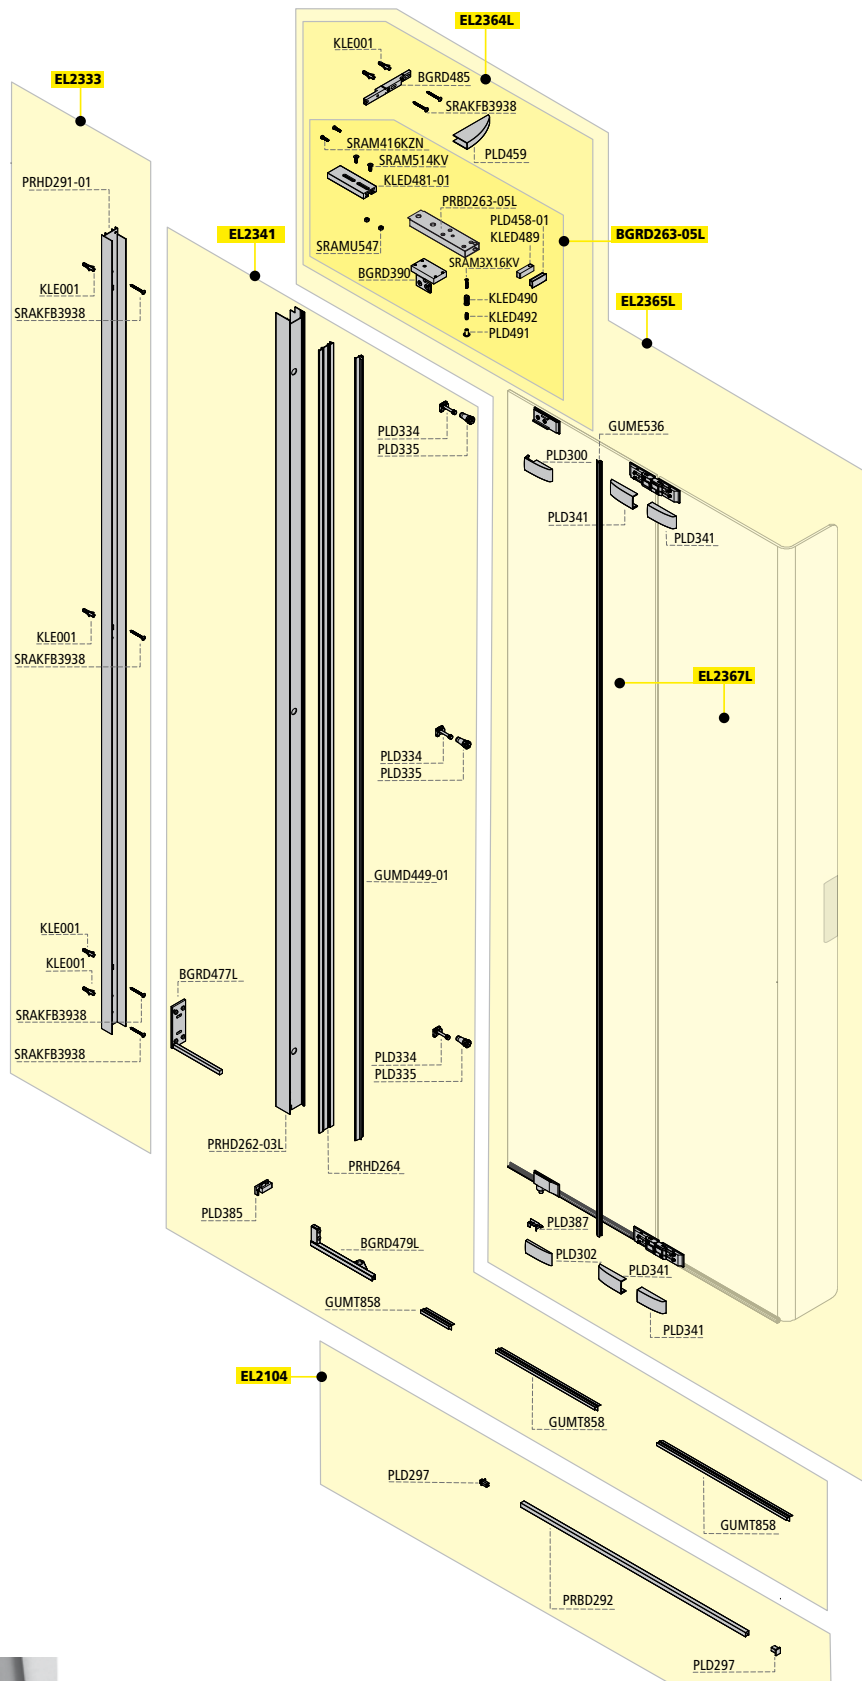 EL2364L
KLE001
BGRD485
EL2333
SRAKFB3938
SRAM416KZN
PLD459
SRAM514KV
KLED481-01
PRHD291-01
PRBD263-05L
PLD458-01
EL2341
KLED489
BGRD263-05L
SRAMU547
SRAM3X16KV
BGRD390
KLE001
KLED490
EL2365L
SRAKFB3938
KLED492
PLD491
GUME536
PLD334
PLD335
PLD300
PLD341
PLD341
KLE001
SRAKFB3938
EL2367L
PLD334
PLD335
GUMD449-01
KLE001
KLE001
BGRD477L
SRAKFB3938
SRAKFB3938
PLD334
PLD335
PRHD262-03L
PRHD264
PLD385
PLD387
BGRD479L
PLD302
PLD341
GUMT858
PLD341
EL2104
GUMT858
PLD297
GUMT858
PRBD292
PLD297